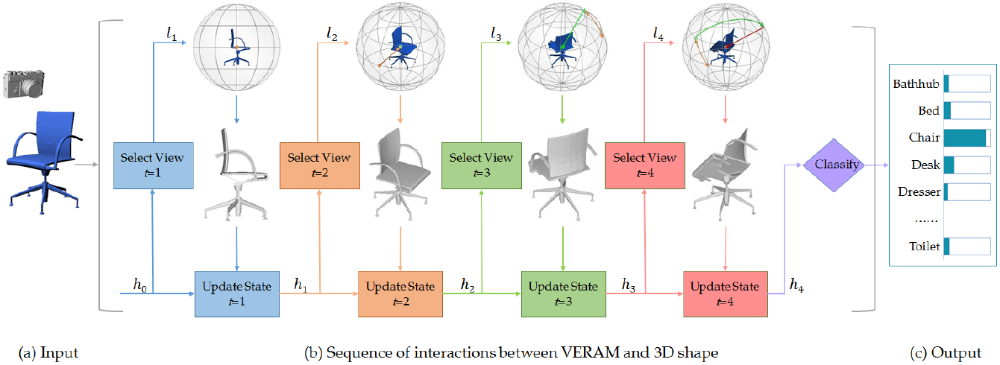 l₁
l₂
l₃
l₄
Select View
t=1
Select View
t=2
Select View
t=3
Select View
t=4
h₀
h₁
h₂
h₃
h₄
Update State
t=1
Update State
t=2
Update State
t=3
Update State
t=4
Classify
Bathhub
Bed
Chair
Desk
Dresser
……
Toilet
(a) Input
(b) Sequence of interactions between VERAM and 3D shape
(c) Output